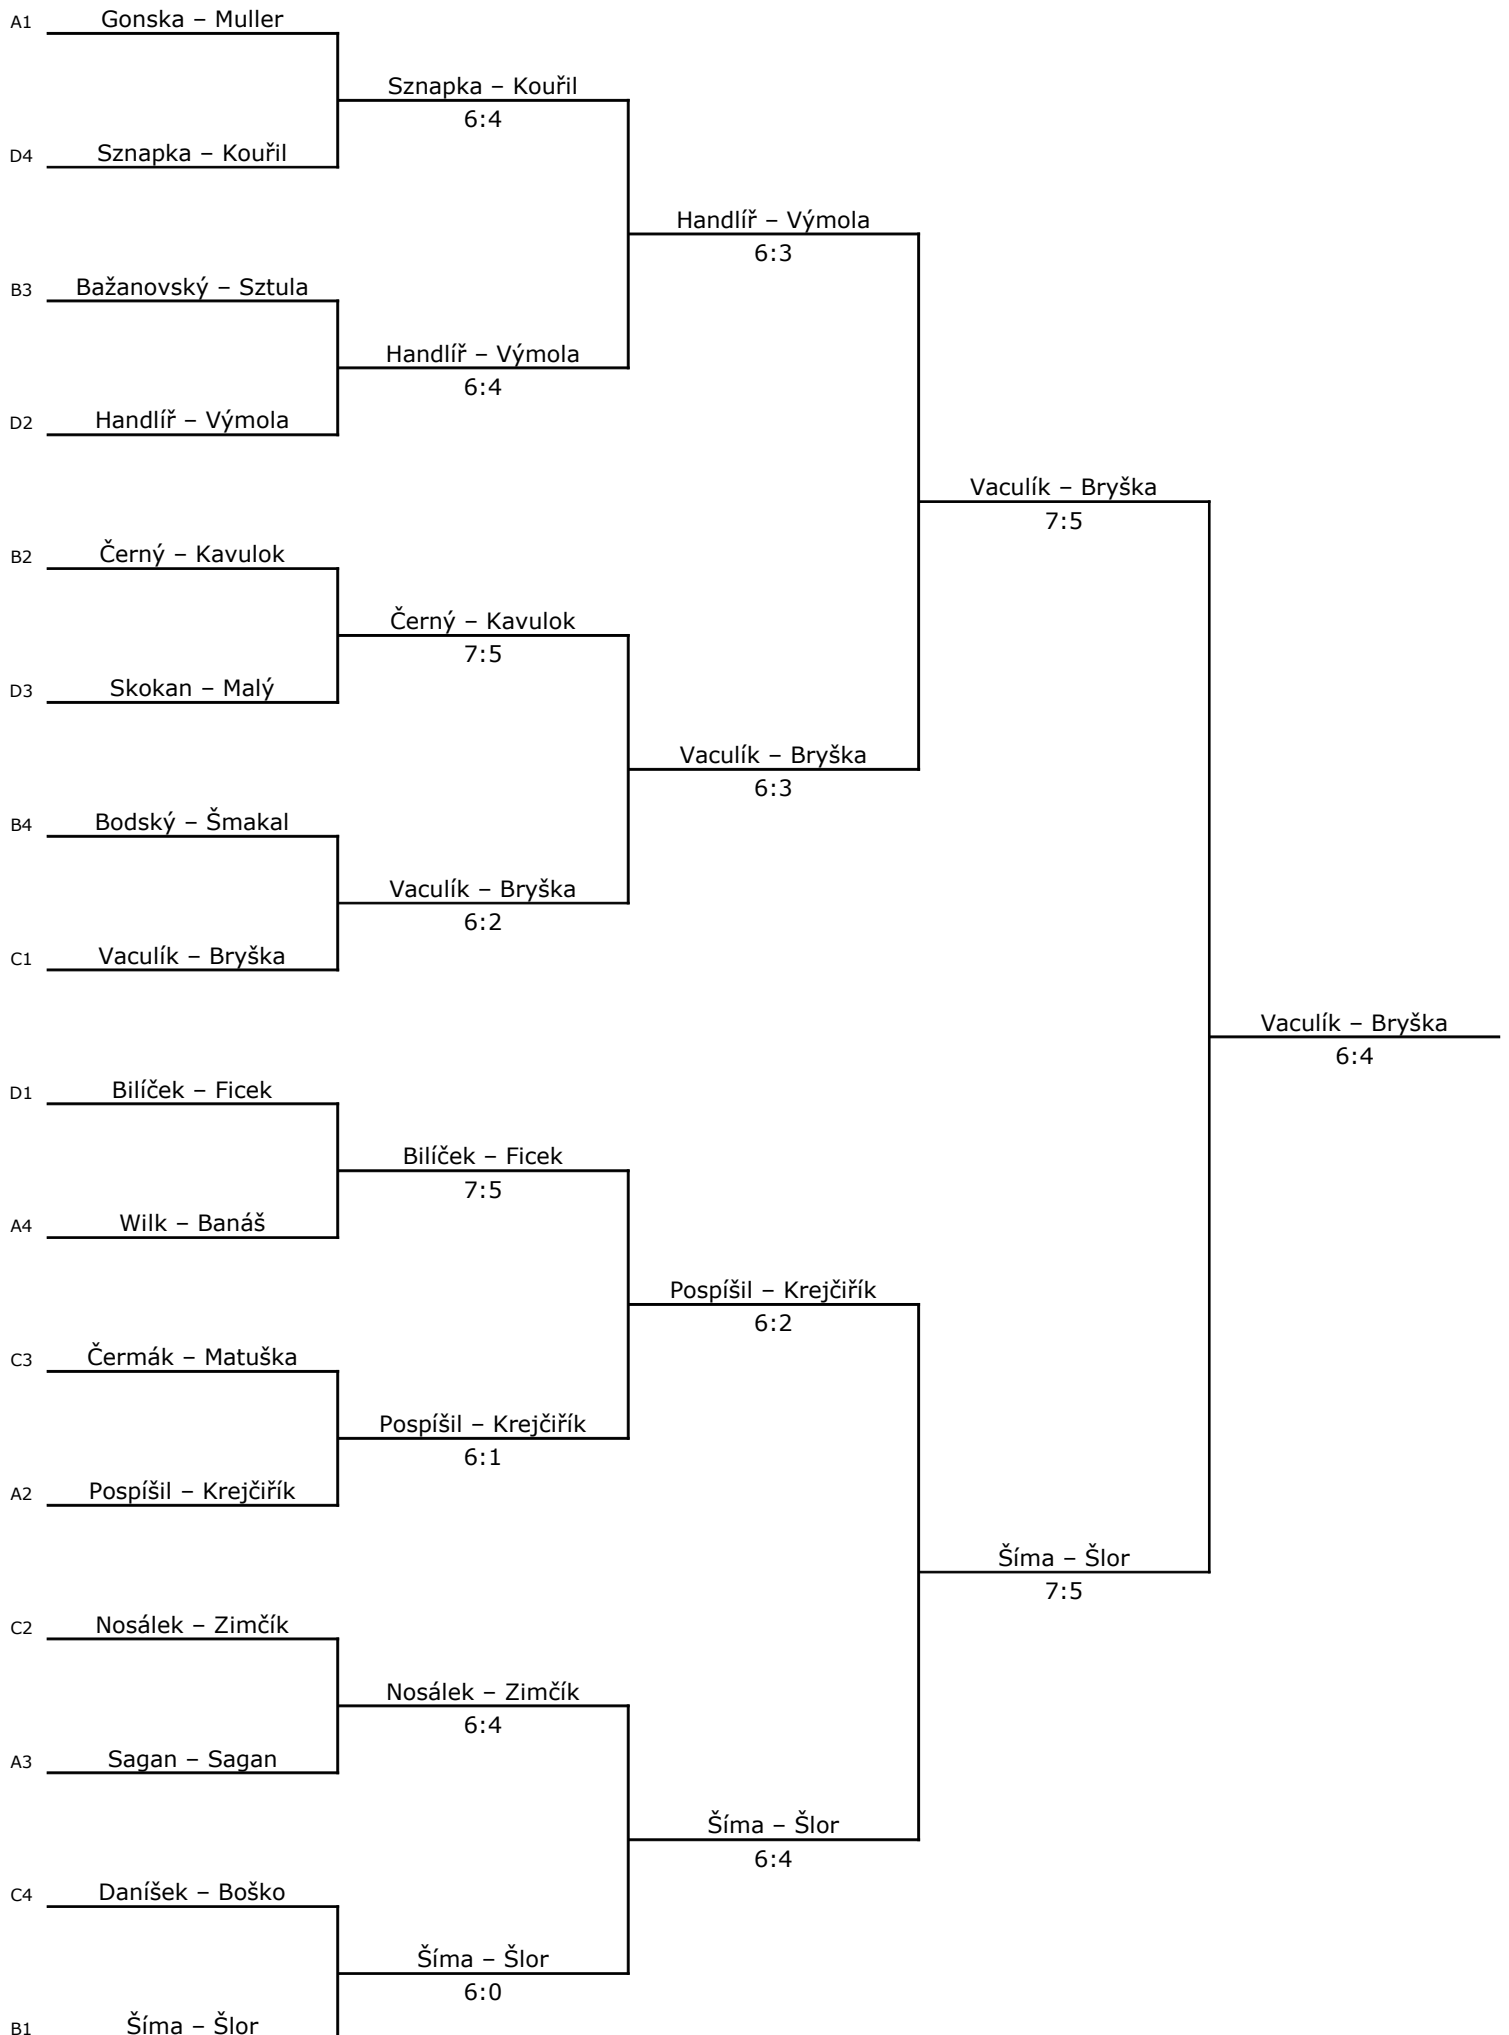 A1 Gonska – Muller
Sznapka – Kouřil
6:4
D4 Sznapka – Kouřil
Handlíř – Výmola
6:3
B3 Bažanovský – Sztula
Handlíř – Výmola
6:4
D2 Handlíř – Výmola
Vaculík – Bryška
7:5
B2 Černý – Kavulok
Černý – Kavulok
7:5
D3 Skokan – Malý
Vaculík – Bryška
6:3
B4 Bodský – Šmakal
Vaculík – Bryška
6:2
C1 Vaculík – Bryška
Vaculík – Bryška
6:4
D1 Bilíček – Ficek
Bilíček – Ficek
7:5
A4 Wilk – Banáš
Pospíšil – Krejčiřík
6:2
C3 Čermák – Matuška
Pospíšil – Krejčiřík
6:1
A2 Pospíšil – Krejčiřík
Šíma – Šlor
7:5
C2 Nosálek – Zimčík
Nosálek – Zimčík
6:4
A3 Sagan – Sagan
Šíma – Šlor
6:4
C4 Daníšek – Boško
Šíma – Šlor
6:0
B1 Šíma – Šlor